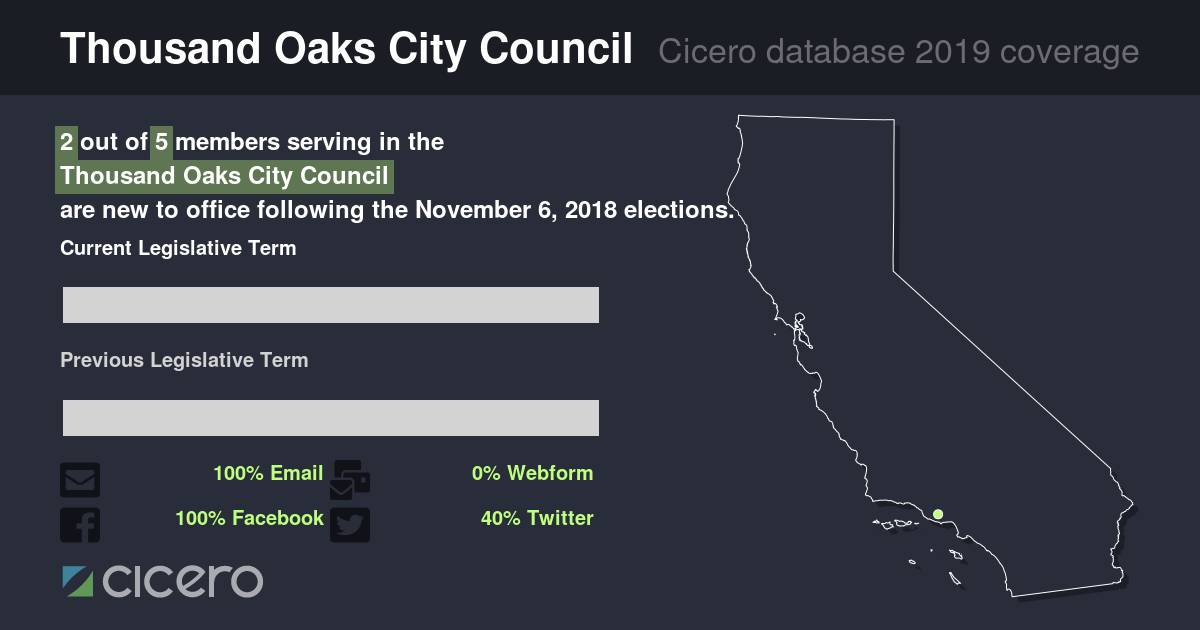 Thousand Oaks City Council Cicero database 2019 coverage
2 out of 5 members serving in the
Thousand Oaks City Council
are new to office following the November 6, 2018 elections.
Current Legislative Term
Previous Legislative Term
100% Email 0% Webform
100% Facebook 40% Twitter
cicero